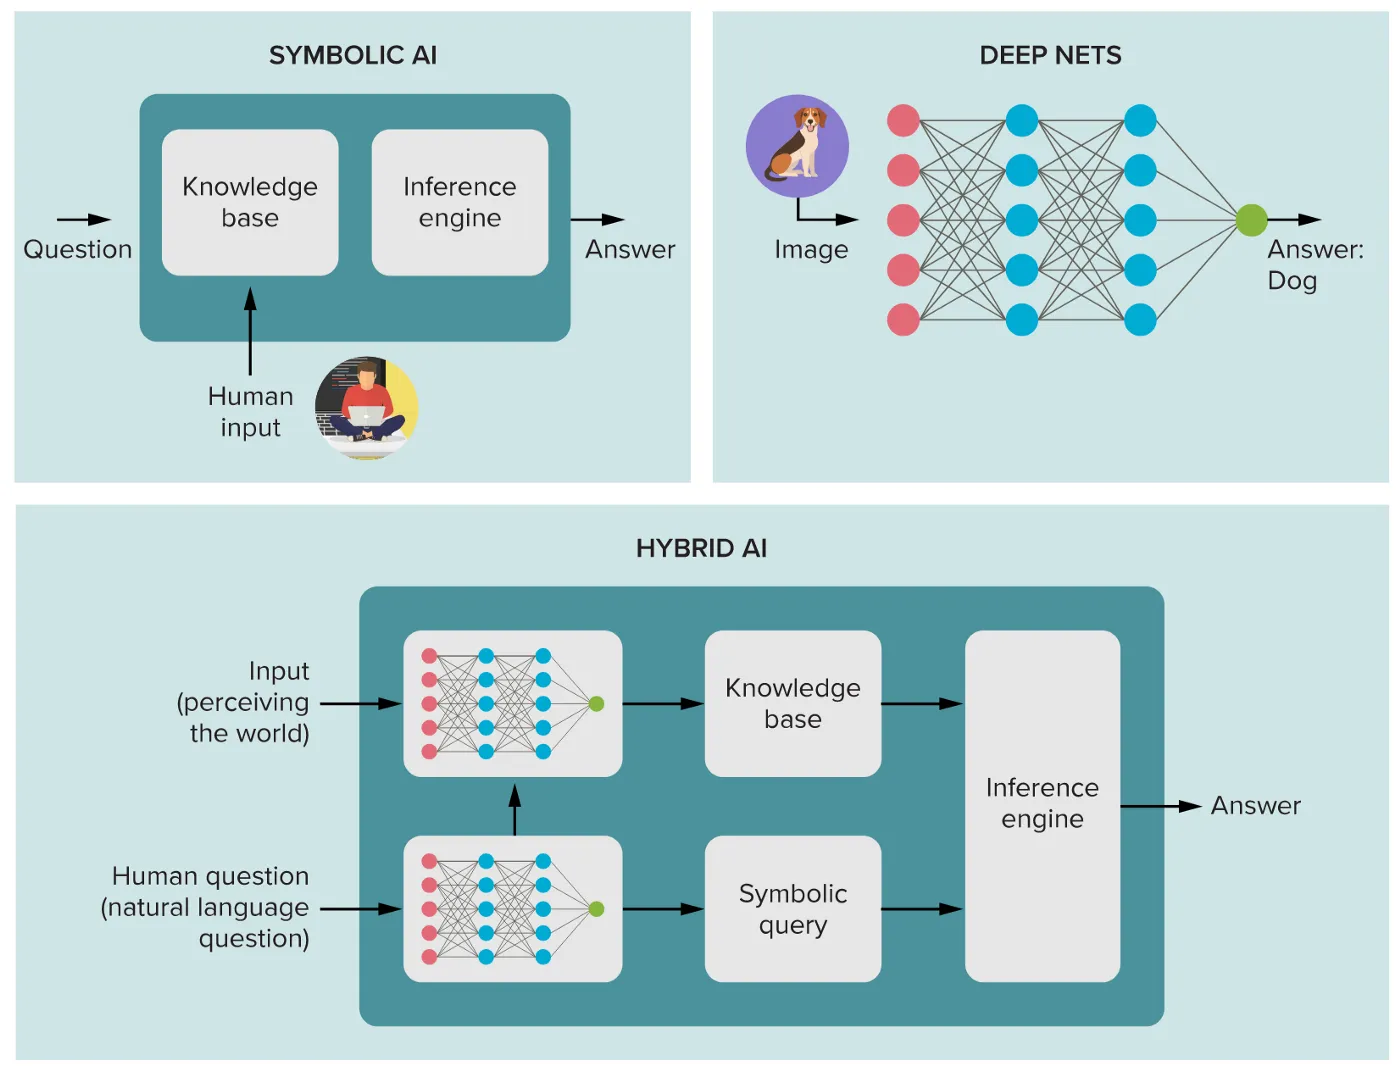 SYMBOLIC AI
Knowledge
base
Inference
engine
Question
Answer
Human
input
DEEP NETS
Image
Answer:
Dog
HYBRID AI
Input
(perceiving
the world)
Knowledge
base
Inference
engine
Answer
Human question
(natural language
question)
Symbolic
query